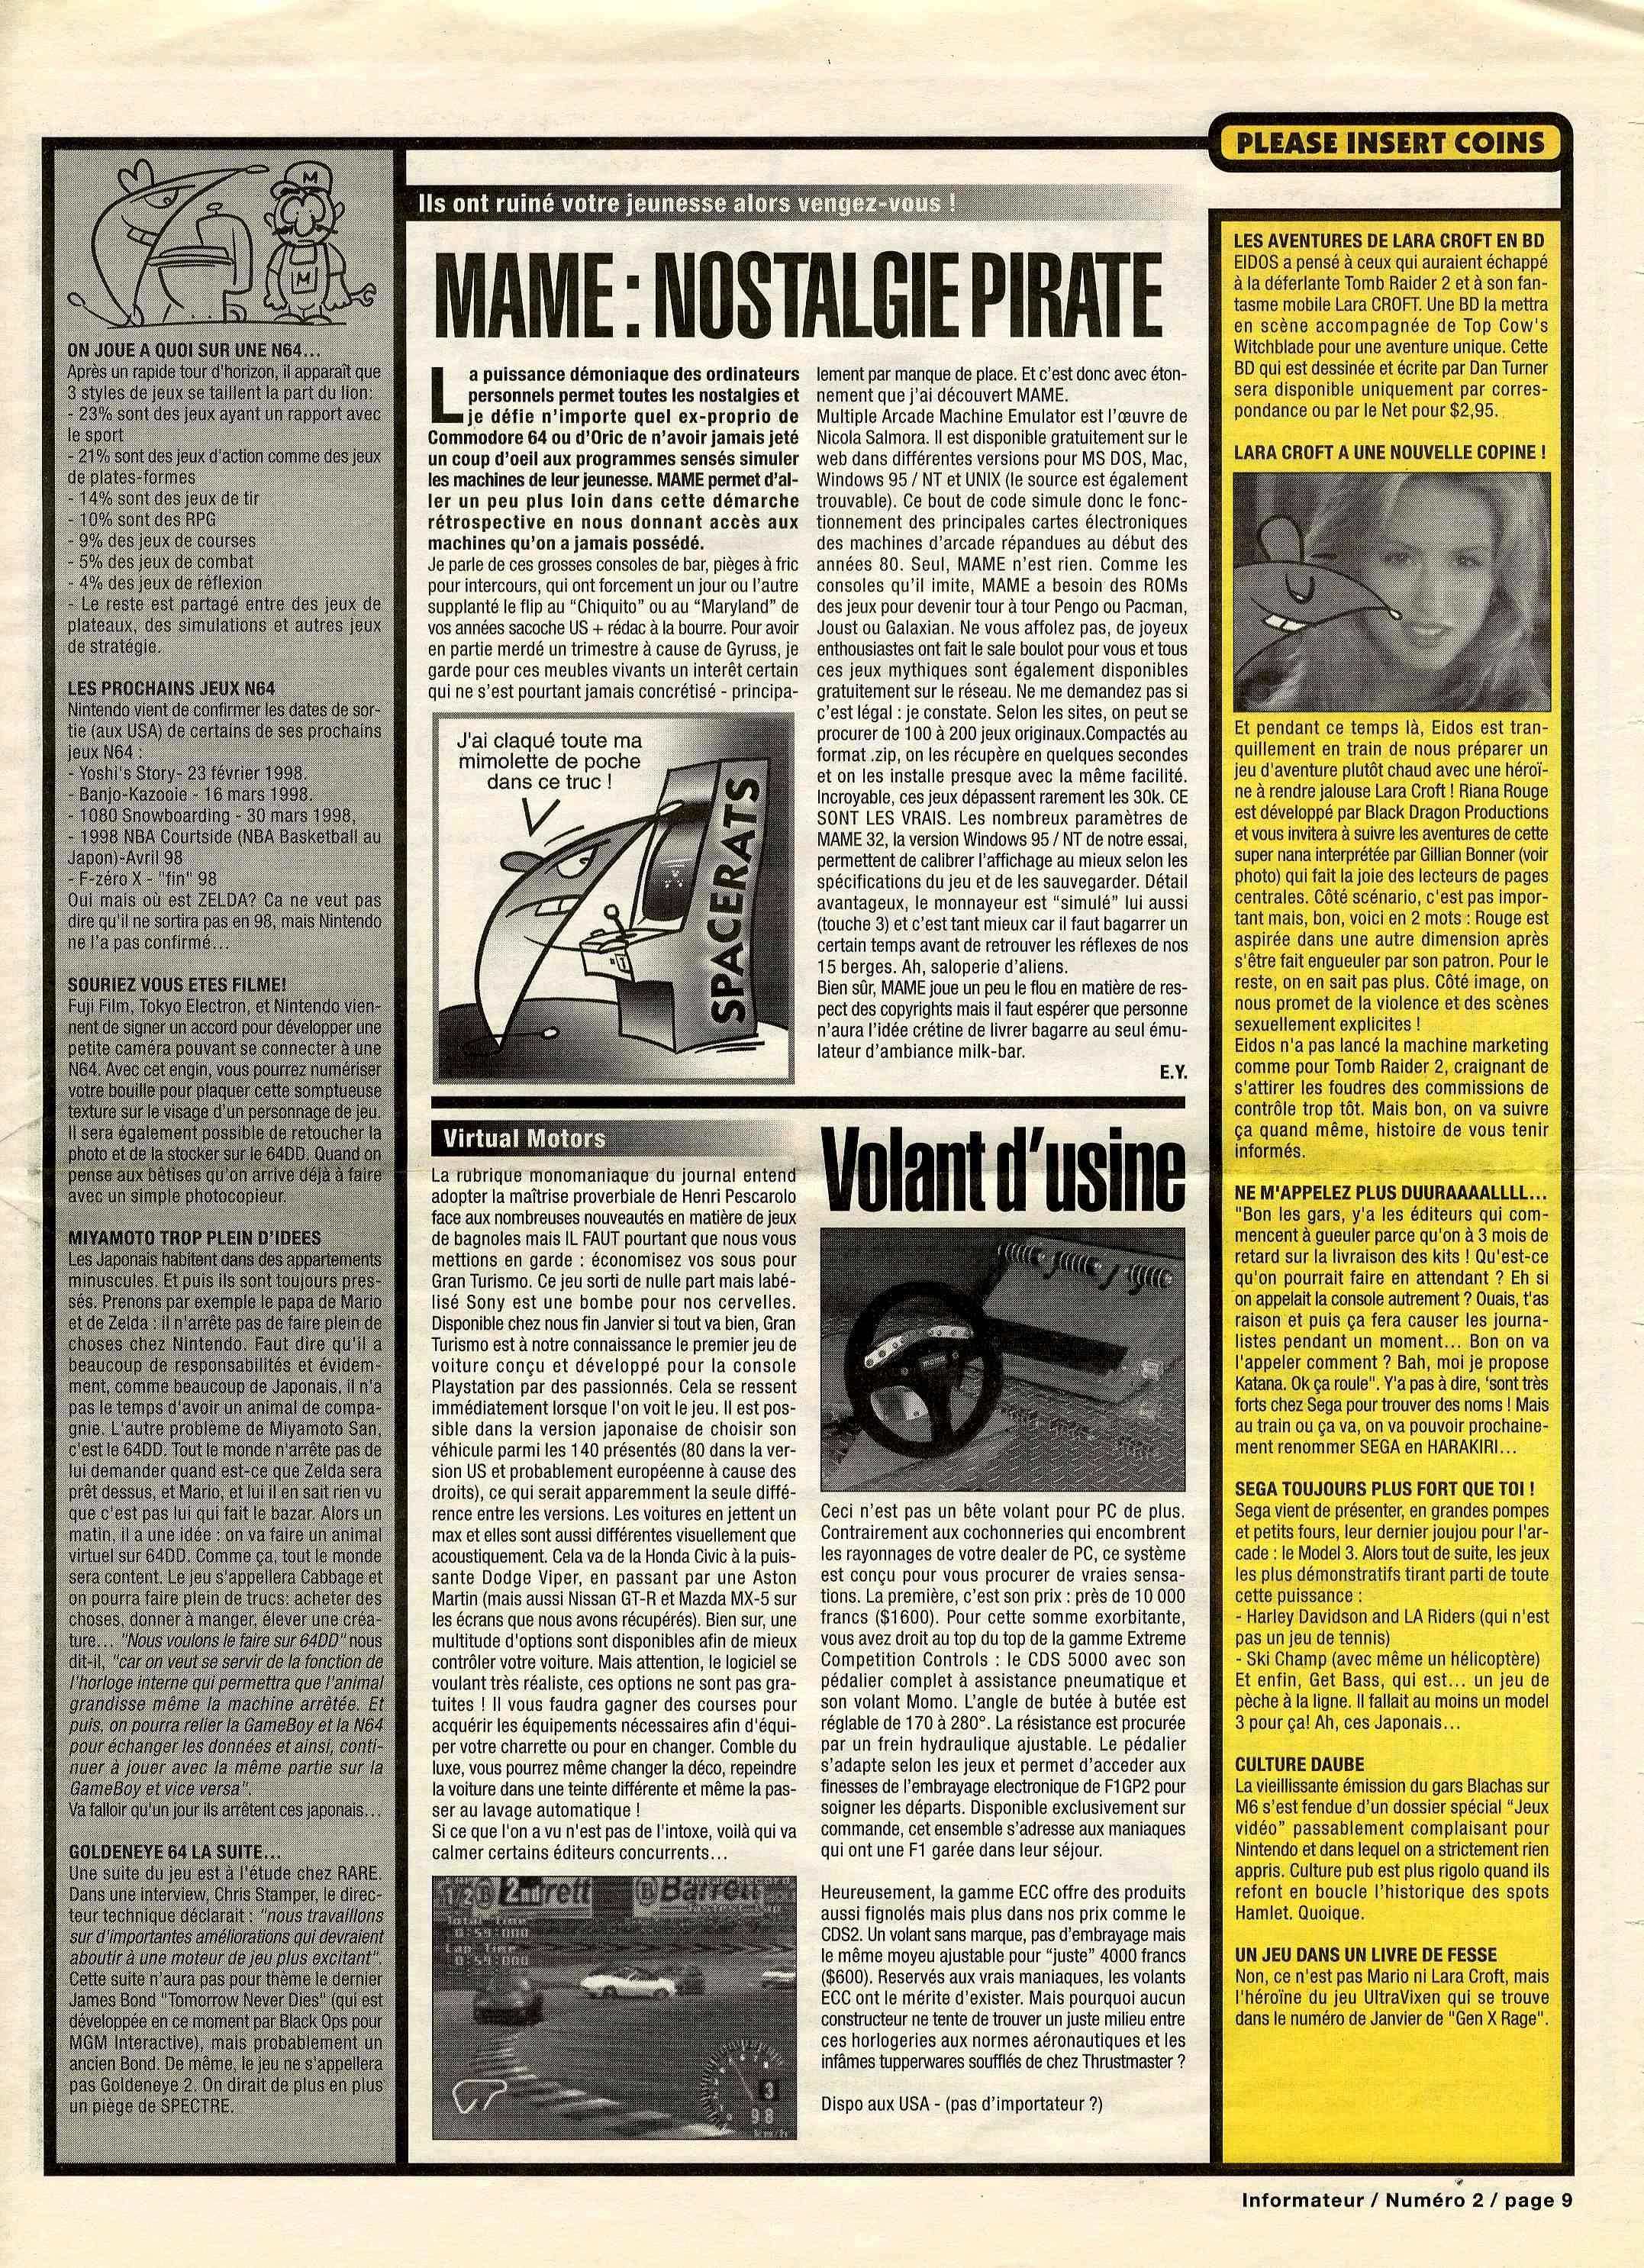 PLEASE INSERT COINS
M
M
ON JOUE A QUOI SUR UNE N64...
Après un rapide tour d'horizon, il apparaît que
3 styles de jeux se taillent la part du lion:
- 23% sont des jeux ayant un rapport avec
le sport
- 21% sont des jeux d'action comme des jeux
de plates-formes
- 14% sont des jeux de tir
- 10% sont des RPG
- 9% des jeux de courses
- 5% des jeux de combat
- 4% des jeux de réflexion
- Le reste est partagé entre des jeux de
plateaux, des simulations et autres jeux
de stratégie.
LES PROCHAINS JEUX N64
Nintendo vient de confirmer les dates de sor-
tie (aux USA) de certains de ses prochains
jeux N64 :
- Yoshi's Story- 23 février 1998.
- Banjo-Kazooie - 16 mars 1998.
- 1080 Snowboarding - 30 mars 1998,
- 1998 NBA Courtside (NBA Basketball au
Japon)-Avril 98
- F-zéro X - "fin" 98
Oui mais où est ZELDA? Ca ne veut pas
dire qu'il ne sortira pas en 98, mais Nintendo
ne l'a pas confirmé...
SOURIEZ VOUS ETES FILME!
Fuji Film, Tokyo Electron, et Nintendo vien-
nent de signer un accord pour développer une
petite caméra pouvant se connecter à une
N64. Avec cet engin, vous pourrez numériser
votre bouille pour plaquer cette somptueuse
texture sur le visage d'un personnage de jeu.
Il sera également possible de retoucher la
photo et de la stocker sur le 64DD. Quand on
pense aux bêtises qu'on arrive déjà à faire
avec un simple photocopieur.
MIYAMOTO TROP PLEIN D'IDEES
Les Japonais habitent dans des appartements
minuscules. Et puis ils sont toujours pres-
sés. Prenons par exemple le papa de Mario
et de Zelda : il n'arrête pas de faire plein de
choses chez Nintendo. Faut dire qu'il a
beaucoup de responsabilités et évidem-
ment, comme beaucoup de Japonais, il n'a
pas le temps d'avoir un animal de compa-
gnie. L'autre problème de Miyamoto San,
c'est le 64DD. Tout le monde n'arrête pas de
lui demander quand est-ce que Zelda sera
prêt dessus, et Mario, et lui il en sait rien vu
que c'est pas lui qui fait le bazar. Alors un
matin, il a une idée : on va faire un animal
virtuel sur 64DD. Comme ça, tout le monde
sera content. Le jeu s'appellera Cabbage et
on pourra faire plein de trucs: acheter des
choses, donner à manger, élever une créa-
ture... "Nous voulons le faire sur 64DD" nous
dit-il, "car on veut se servir de la fonction de
l'horloge interne qui permettra que l'animal
grandisse même la machine arrêtée. Et
puis, on pourra relier la GameBoy et la N64
pour échanger les données et ainsi, conti-
nuer à jouer avec la même partie sur la
GameBoy et vice versa".
Va falloir qu'un jour ils arrêtent ces japonais...
GOLDENEYE 64 LA SUITE...
Une suite du jeu est à l'étude chez RARE.
Dans une interview, Chris Stamper, le direc-
teur technique déclarait : "nous travaillons
sur d'importantes améliorations qui devraient
aboutir à une moteur de jeu plus excitant".
Cette suite n'aura pas pour thème le dernier
James Bond "Tomorrow Never Dies" (qui est
développée en ce moment par Black Ops pour
MGM Interactive), mais probablement un
ancien Bond. De même, le jeu ne s'appellera
pas Goldeneye 2. On dirait de plus en plus
un piège de SPECTRE.
Ils ont ruiné votre jeunesse alors vengez-vous !
MAME : NOSTALGIE PIRATE
La puissance démoniaque des ordinateurs
personnels permet toutes les nostalgies et
je défie n'importe quel ex-proprio de
Commodore 64 ou d'Oric de n'avoir jamais jeté
un coup d'oeil aux programmes sensés simuler
les machines de leur jeunesse. MAME permet d'al-
ler un peu plus loin dans cette démarche
rétrospective en nous donnant accès aux
machines qu'on a jamais possédé.
Je parle de ces grosses consoles de bar, pièges à fric
pour intercours, qui ont forcement un jour ou l'autre
supplanté le flip au "Chiquito" ou au "Maryland" de
vos années sacoche US + rédac à la bourre. Pour avoir
en partie merdé un trimestre à cause de Gyruss, je
garde pour ces meubles vivants un interêt certain
qui ne s'est pourtant jamais concrétisé - principa-
J'ai claqué toute ma
mimolette de poche
dans ce truc !
SPACERATS
lement par manque de place. Et c'est donc avec éton-
nement que j'ai découvert MAME.
Multiple Arcade Machine Emulator est l'œuvre de
Nicola Salmora. Il est disponible gratuitement sur le
web dans différentes versions pour MS DOS, Mac,
Windows 95 / NT et UNIX (le source est également
trouvable). Ce bout de code simule donc le fonc-
tionnement des principales cartes électroniques
des machines d'arcade répandues au début des
années 80. Seul, MAME n'est rien. Comme les
consoles qu'il imite, MAME a besoin des ROMs
des jeux pour devenir tour à tour Pengo ou Pacman,
Joust ou Galaxian. Ne vous affolez pas, de joyeux
enthousiastes ont fait le sale boulot pour vous et tous
ces jeux mythiques sont également disponibles
gratuitement sur le réseau. Ne me demandez pas si
c'est légal : je constate. Selon les sites, on peut se
procurer de 100 à 200 jeux originaux.Compactés au
format .zip, on les récupère en quelques secondes
et on les installe presque avec la même facilité.
Incroyable, ces jeux dépassent rarement les 30k. CE
SONT LES VRAIS. Les nombreux paramètres de
MAME 32, la version Windows 95 / NT de notre essai,
permettent de calibrer l'affichage au mieux selon les
spécifications du jeu et de les sauvegarder. Détail
avantageux, le monnayeur est "simulé" lui aussi
(touche 3) et c'est tant mieux car il faut bagarrer un
certain temps avant de retrouver les réflexes de nos
15 berges. Ah, saloperie d'aliens.
Bien sûr, MAME joue un peu le flou en matière de res-
pect des copyrights mais il faut espérer que personne
n'aura l'idée crétine de livrer bagarre au seul ému-
lateur d'ambiance milk-bar.
E.Y.
Virtual Motors
La rubrique monomaniaque du journal entend
adopter la maîtrise proverbiale de Henri Pescarolo
face aux nombreuses nouveautés en matière de jeux
de bagnoles mais IL FAUT pourtant que nous vous
mettions en garde : économisez vos sous pour
Gran Turismo. Ce jeu sorti de nulle part mais labé-
lisé Sony est une bombe pour nos cervelles.
Disponible chez nous fin Janvier si tout va bien, Gran
Turismo est à notre connaissance le premier jeu de
voiture conçu et développé pour la console
Playstation par des passionnés. Cela se ressent
immédiatement lorsque l'on voit le jeu. Il est pos-
sible dans la version japonaise de choisir son
véhicule parmi les 140 présentés (80 dans la ver-
sion US et probablement européenne à cause des
droits), ce qui serait apparemment la seule diffé-
rence entre les versions. Les voitures en jettent un
max et elles sont aussi différentes visuellement que
acoustiquement. Cela va de la Honda Civic à la puis-
sante Dodge Viper, en passant par une Aston
Martin (mais aussi Nissan GT-R et Mazda MX-5 sur
les écrans que nous avons récupérés). Bien sur, une
multitude d'options sont disponibles afin de mieux
contrôler votre voiture. Mais attention, le logiciel se
voulant très réaliste, ces options ne sont pas gra-
tuites ! Il vous faudra gagner des courses pour
acquérir les équipements nécessaires afin d'équi-
per votre charrette ou pour en changer. Comble du
luxe, vous pourrez même changer la déco, repeindre
la voiture dans une teinte différente et même la pas-
ser au lavage automatique !
Si ce que l'on a vu n'est pas de l'intoxe, voilà qui va
calmer certains éditeurs concurrents...
1/2 2nd rett Barrett
Total Time
0:59:000
Lap Time
0:59:000
3
98
km/h
Volant d'usine
momo
Ceci n'est pas un bête volant pour PC de plus.
Contrairement aux cochonneries qui encombrent
les rayonnages de votre dealer de PC, ce système
est conçu pour vous procurer de vraies sensa-
tions. La première, c'est son prix : près de 10 000
francs ($1600). Pour cette somme exorbitante,
vous avez droit au top du top de la gamme Extreme
Competition Controls : le CDS 5000 avec son
pédalier complet à assistance pneumatique et
son volant Momo. L'angle de butée à butée est
réglable de 170 à 280°. La résistance est procurée
par un frein hydraulique ajustable. Le pédalier
s'adapte selon les jeux et permet d'acceder aux
finesses de l'embrayage electronique de F1GP2 pour
soigner les départs. Disponible exclusivement sur
commande, cet ensemble s'adresse aux maniaques
qui ont une F1 garée dans leur séjour.
Heureusement, la gamme ECC offre des produits
aussi fignolés mais plus dans nos prix comme le
CDS2. Un volant sans marque, pas d'embrayage mais
le même moyeu ajustable pour "juste" 4000 francs
($600). Reservés aux vrais maniaques, les volants
ECC ont le mérite d'exister. Mais pourquoi aucun
constructeur ne tente de trouver un juste milieu entre
ces horlogeries aux normes aéronautiques et les
infâmes tupperwares soufflés de chez Thrustmaster ?
Dispo aux USA - (pas d'importateur ?)
LES AVENTURES DE LARA CROFT EN BD
EIDOS a pensé à ceux qui auraient échappé
à la déferlante Tomb Raider 2 et à son fan-
tasme mobile Lara CROFT. Une BD la mettra
en scène accompagnée de Top Cow's
Witchblade pour une aventure unique. Cette
BD qui est dessinée et écrite par Dan Turner
sera disponible uniquement par corres-
pondance ou par le Net pour $2,95.
LARA CROFT A UNE NOUVELLE COPINE !
Et pendant ce temps là, Eidos est tran-
quillement en train de nous préparer un
jeu d'aventure plutôt chaud avec une héroï-
ne à rendre jalouse Lara Croft ! Riana Rouge
est développé par Black Dragon Productions
et vous invitera à suivre les aventures de cette
super nana interprétée par Gillian Bonner (voir
photo) qui fait la joie des lecteurs de pages
centrales. Côté scénario, c'est pas impor-
tant mais, bon, voici en 2 mots : Rouge est
aspirée dans une autre dimension après
s'être fait engueuler par son patron. Pour le
reste, on en sait pas plus. Côté image, on
nous promet de la violence et des scènes
sexuellement explicites !
Eidos n'a pas lancé la machine marketing
comme pour Tomb Raider 2, craignant de
s'attirer les foudres des commissions de
contrôle trop tôt. Mais bon, on va suivre
ça quand même, histoire de vous tenir
informés.
NE M'APPELEZ PLUS DUURAAAALLLL...
"Bon les gars, y'a les éditeurs qui com-
mencent à gueuler parce qu'on à 3 mois de
retard sur la livraison des kits ! Qu'est-ce
qu'on pourrait faire en attendant ? Eh si
on appelait la console autrement ? Ouais, t'as
raison et puis ça fera causer les journa-
listes pendant un moment... Bon on va
l'appeler comment ? Bah, moi je propose
Katana. Ok ça roule". Y'a pas à dire, 'sont très
forts chez Sega pour trouver des noms ! Mais
au train ou ça va, on va pouvoir prochaine-
ment renommer SEGA en HARAKIRI...
SEGA TOUJOURS PLUS FORT QUE TOI !
Sega vient de présenter, en grandes pompes
et petits fours, leur dernier joujou pour l'ar-
cade : le Model 3. Alors tout de suite, les jeux
les plus démonstratifs tirant parti de toute
cette puissance :
- Harley Davidson and LA Riders (qui n'est
pas un jeu de tennis)
- Ski Champ (avec même un hélicoptère)
Et enfin, Get Bass, qui est... un jeu de
pèche à la ligne. Il fallait au moins un model
3 pour ça! Ah, ces Japonais...
CULTURE DAUBE
La vieillissante émission du gars Blachas sur
M6 s'est fendue d'un dossier spécial "Jeux
vidéo" passablement complaisant pour
Nintendo et dans lequel on a strictement rien
appris. Culture pub est plus rigolo quand ils
refont en boucle l'historique des spots
Hamlet. Quoique.
UN JEU DANS UN LIVRE DE FESSE
Non, ce n'est pas Mario ni Lara Croft, mais
l'héroïne du jeu UltraVixen qui se trouve
dans le numéro de Janvier de "Gen X Rage".
Informateur / Numéro 2 / page 9